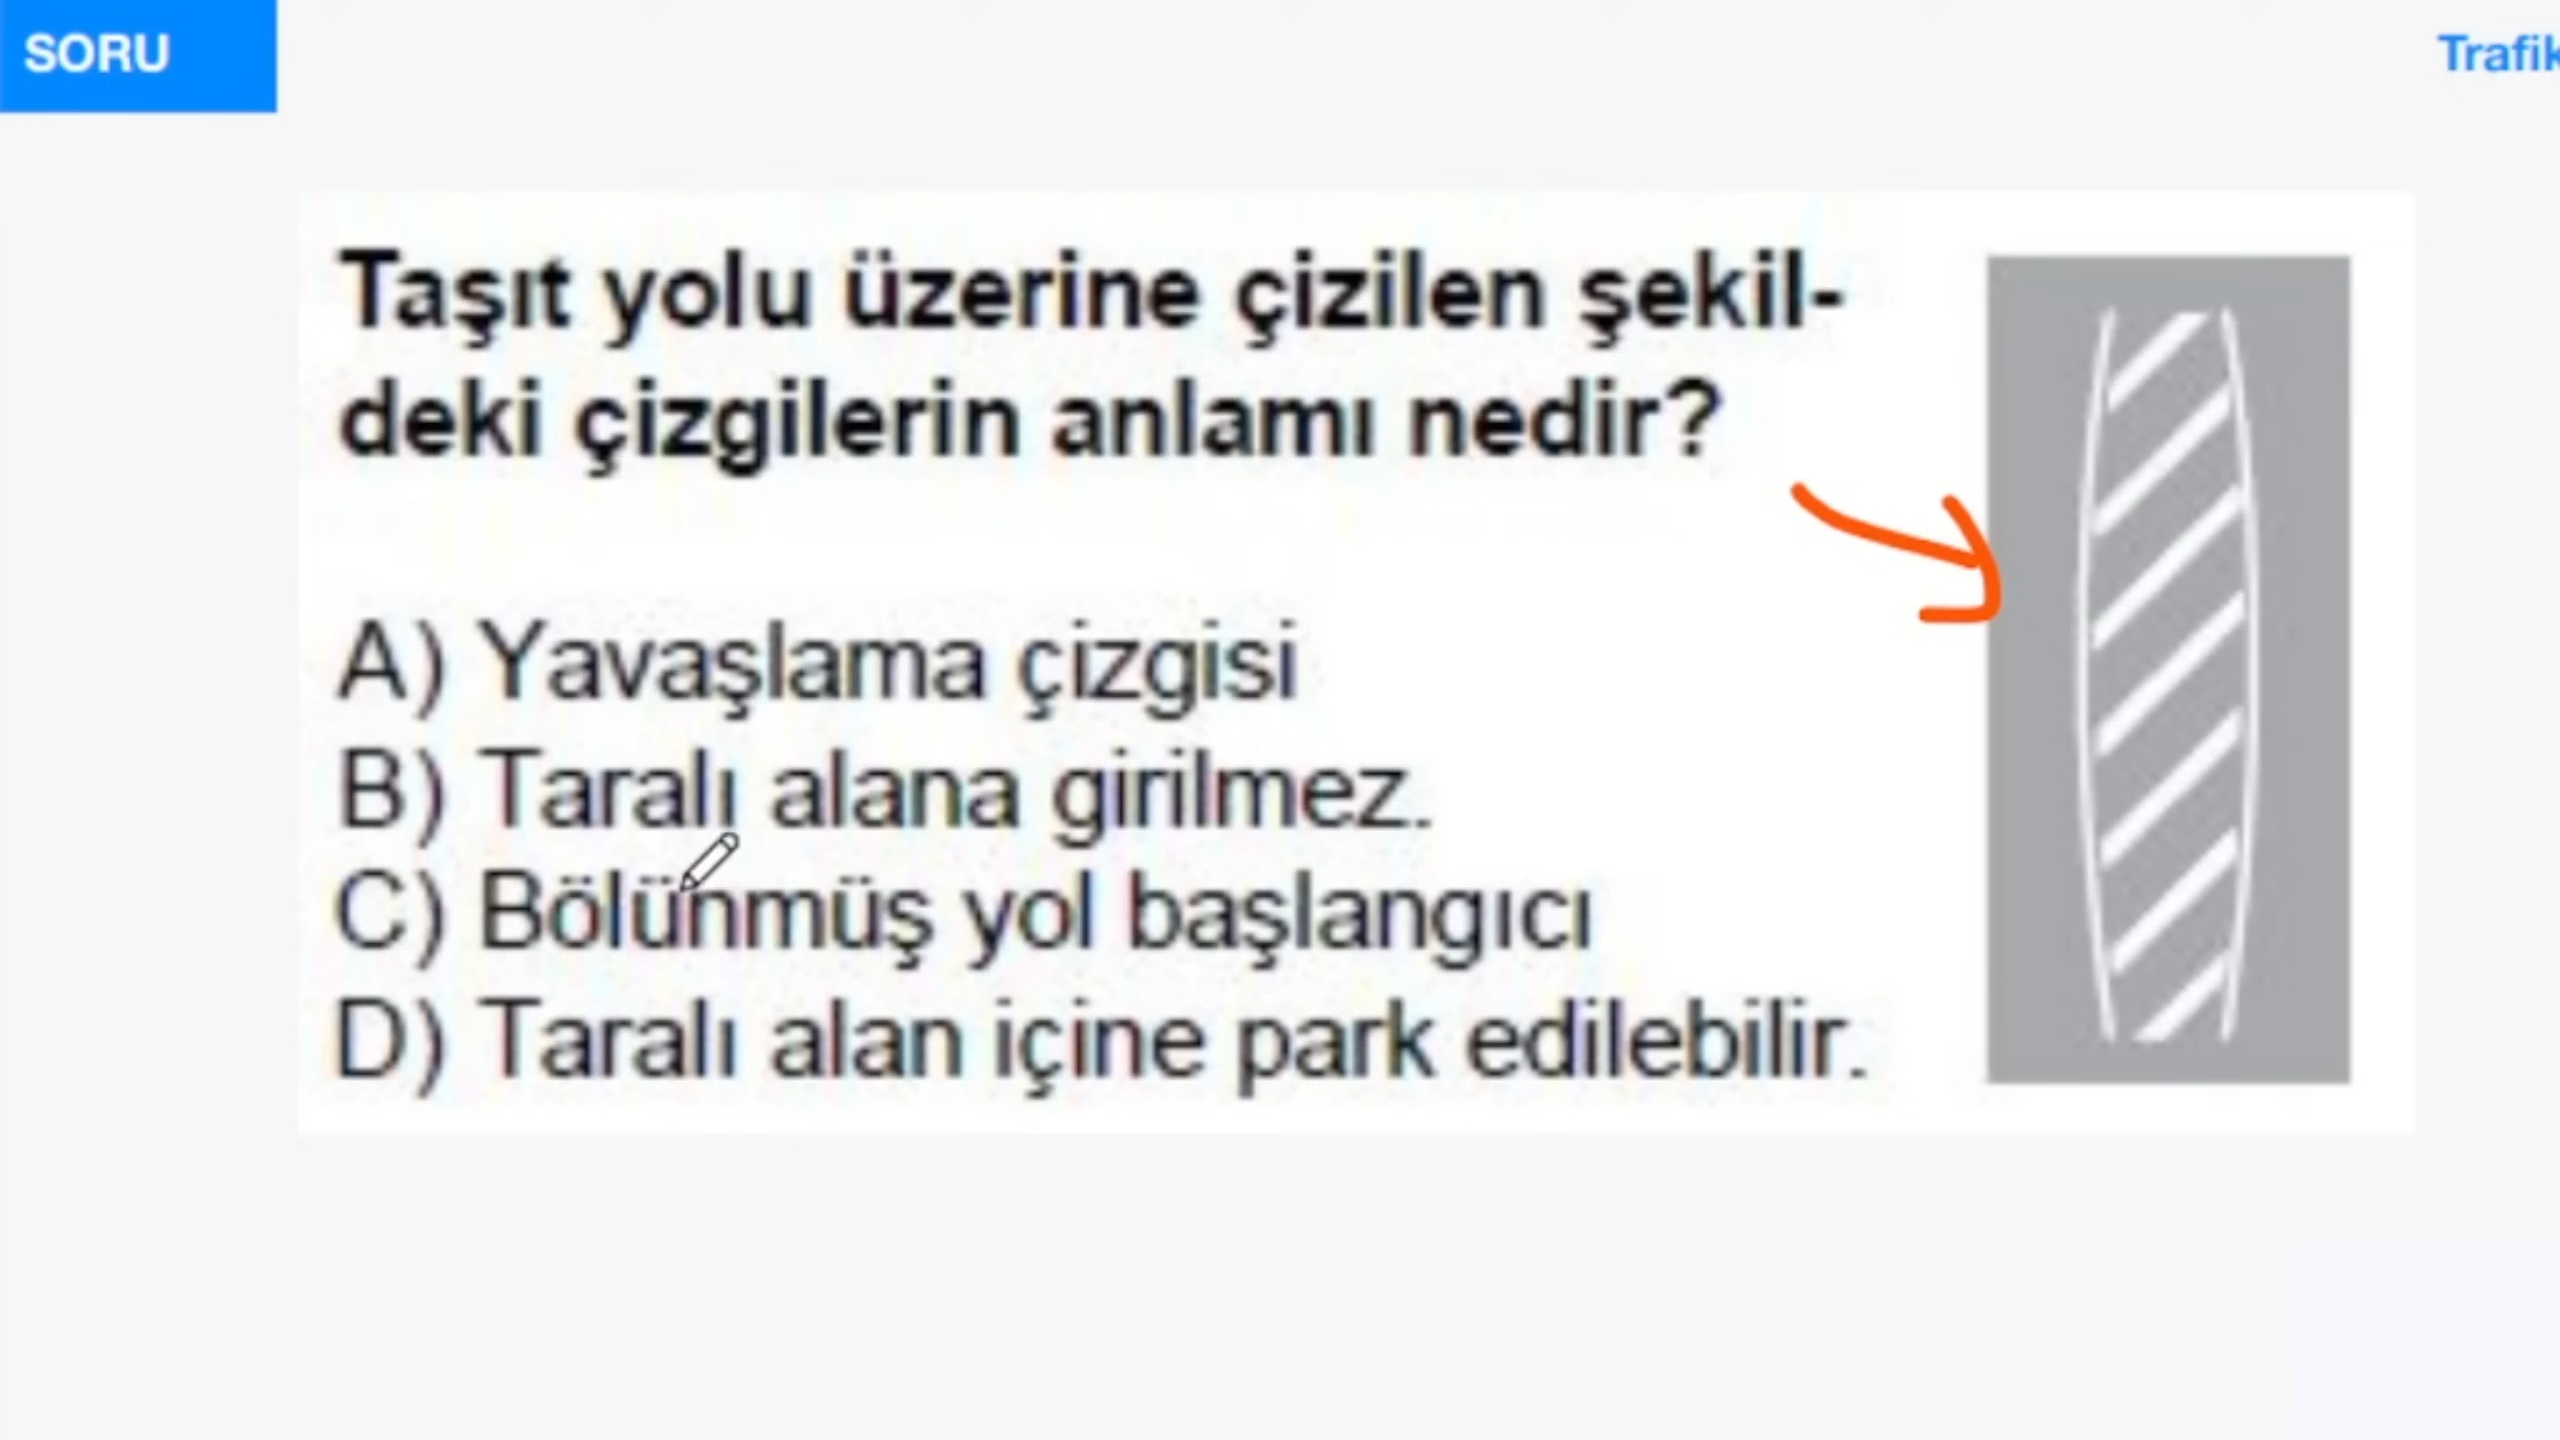 SORU
Trafik
Taşıt yolu üzerine çizilen şekil-
deki çizgilerin anlamı nedir?
A) Yavaşlama çizgisi
B) Taralı alana girilmez.
C) Bölünmüş yol başlangıcı
D) Taralı alan içine park edilebilir.